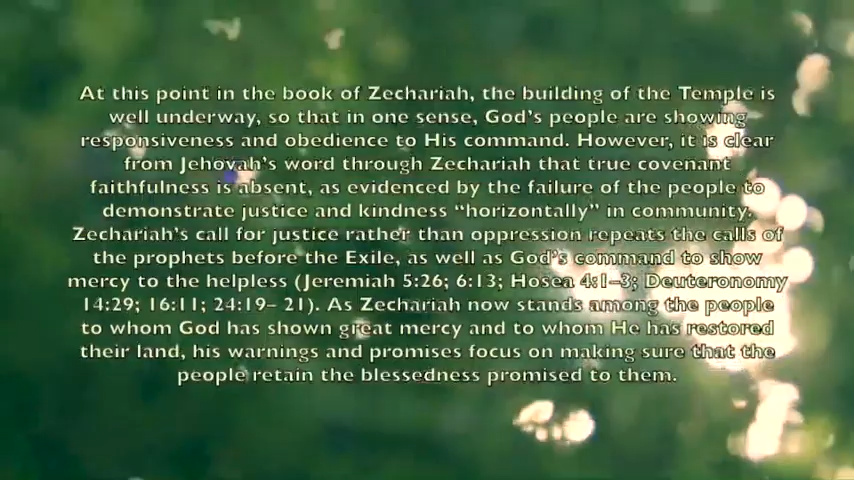 At this point in the book of Zechariah, the building of the Temple is
well underway, so that in one sense, God's people are showing
responsiveness and obedience to His command. However, it is clear
from Jehovah's word through Zechariah that true covenant
faithfulness is absent, as evidenced by the failure of the people to
demonstrate justice and kindness “horizontally” in community.
Zechariah's call for justice rather than oppression repeats the calls of
the prophets before the Exile, as well as God's command to show
mercy to the helpless (Jeremiah 5:26; 6:13; Hosea 4:1–3; Deuteronomy
14:29; 16:11; 24:19– 21). As Zechariah now stands among the people
to whom God has shown great mercy and to whom He has restored
their land, his warnings and promises focus on making sure that the
people retain the blessedness promised to them.